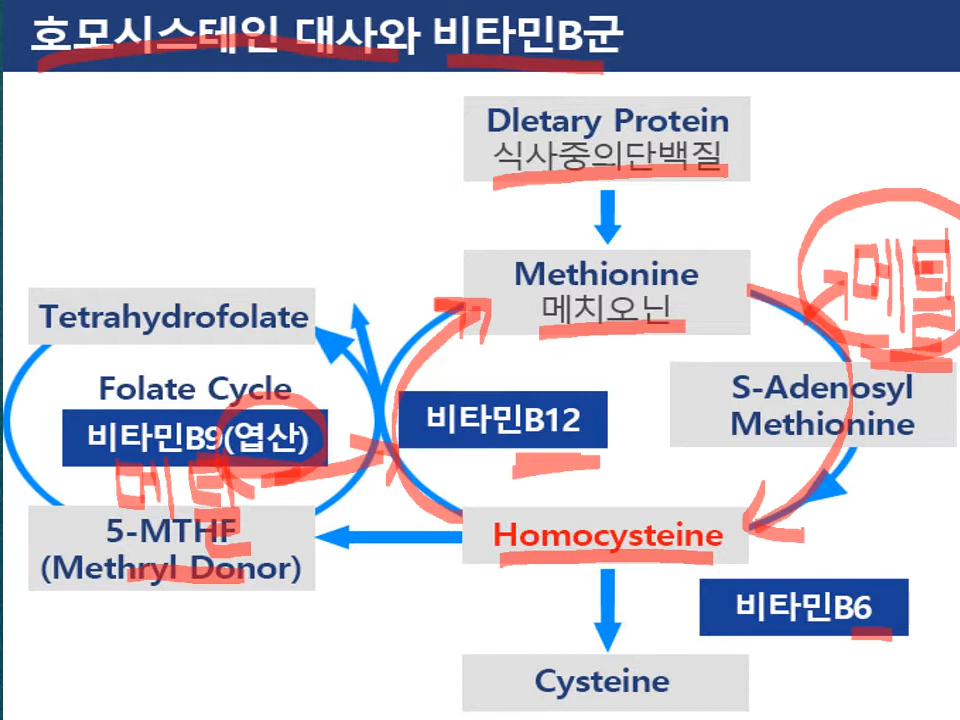 호모시스테인 대사와 비타민B군
Dletary Protein
식사중의단백질
Methionine
메치오닌
메틸
Tetrahydrofolate
Folate Cycle
비타민B9(엽산)
비타민B12
S-Adenosyl
Methionine
메틸
5-MTHF
(Methryl Donor)
Homocysteine
비타민B6
Cysteine